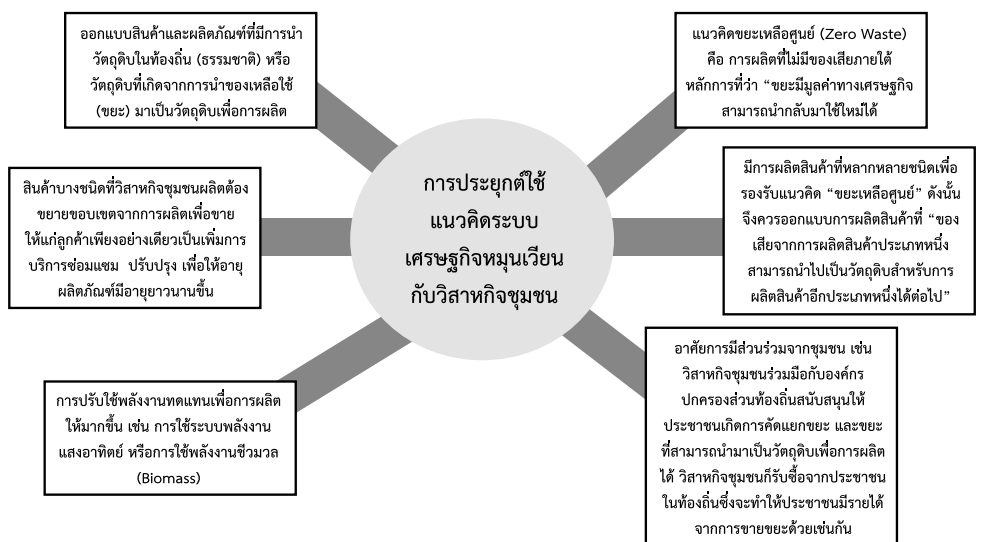 ออกแบบสินค้าและผลิตภัณฑ์ที่มีการนำ
วัตถุดิบในท้องถิ่น (ธรรมชาติ) หรือ
วัตถุดิบที่เกิดจากการนำของเหลือใช้
(ขยะ) มาเป็นวัตถุดิบเพื่อการผลิต
แนวคิดขยะเหลือศูนย์ (Zero Waste)
คือ การผลิตที่ไม่มีของเสียภายใต้
หลักการที่ว่า “ขยะมีมูลค่าทางเศรษฐกิจ
สามารถนำกลับมาใช้ใหม่ได้
สินค้าบางชนิดที่วิสาหกิจชุมชนผลิตต้อง
ขยายขอบเขตจากการผลิตเพื่อขาย
ให้แก่ลูกค้าเพียงอย่างเดียวเป็นเพิ่มการ
บริการซ่อมแซม ปรับปรุง เพื่อให้อายุ
ผลิตภัณฑ์มีอายุยาวนานขึ้น
การประยุกต์ใช้
แนวคิดระบบ
เศรษฐกิจหมุนเวียน
กับวิสาหกิจชุมชน
มีการผลิตสินค้าที่หลากหลายชนิดเพื่อ
รองรับแนวคิด “ขยะเหลือศูนย์” ดังนั้น
จึงควรออกแบบการผลิตสินค้าที่ “ของ
เสียจากการผลิตสินค้าประเภทหนึ่ง
สามารถนำไปเป็นวัตถุดิบสำหรับการ
ผลิตสินค้าอีกประเภทหนึ่งได้ต่อไป”
การปรับใช้พลังงานทดแทนเพื่อการผลิต
ให้มากขึ้น เช่น การใช้ระบบพลังงาน
แสงอาทิตย์ หรือการใช้พลังงานชีวมวล
(Biomass)
อาศัยการมีส่วนร่วมจากชุมชน เช่น
วิสาหกิจชุมชนร่วมมือกับองค์กร
ปกครองส่วนท้องถิ่นสนับสนุนให้
ประชาชนเกิดการคัดแยกขยะ และขยะ
ที่สามารถนำมาเป็นวัตถุดิบเพื่อการผลิต
ได้ วิสาหกิจชุมชนก็รับซื้อจากประชาชน
ในท้องถิ่นซึ่งจะทำให้ประชาชนมีรายได้
จากการขายขยะด้วยเช่นกัน